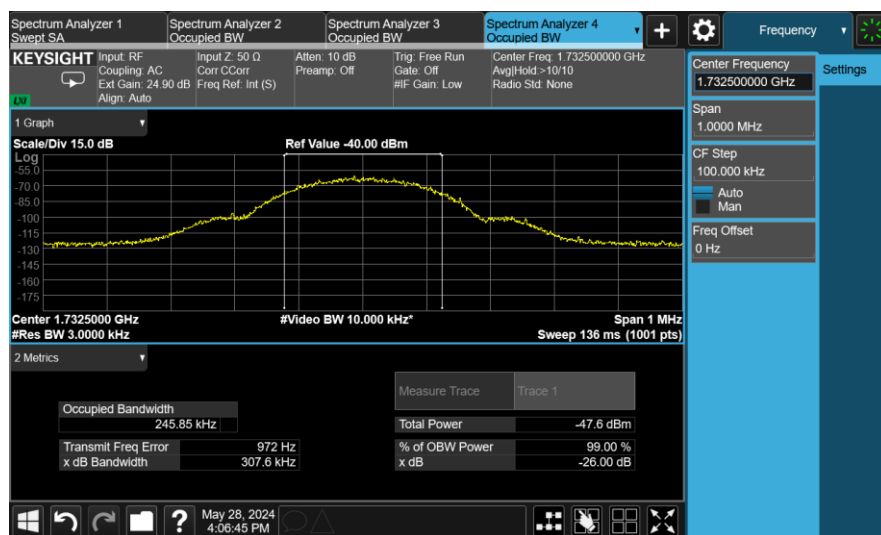 Spectrum Analyzer 1
Swept SA
Spectrum Analyzer 2
Occupied BW
Spectrum Analyzer 3
Occupied BW
Spectrum Analyzer 4
Occupied BW
+
Frequency
KEYSIGHT
Input: RF
Coupling: AC
Ext Gain: 24.90 dB
Align: Auto
Input Z: 50 Ω
Corr CCorr
Freq Ref: Int (S)
Atten: 10 dB
Preamp: Off
Trig: Free Run
Gate: Off
#IF Gain: Low
Center Freq: 1.732500000 GHz
Avg|Hold:>10/10
Radio Std: None
LXI
Center Frequency
1.732500000 GHz
Settings
Span
1.0000 MHz
CF Step
100.000 kHz
Auto
Man
Freq Offset
0 Hz
1 Graph
Scale/Div 15.0 dB
Ref Value -40.00 dBm
Log
-55.0
-70.0
-85.0
-100
-115
-130
-145
-160
-175
Center 1.7325000 GHz
#Video BW 10.000 kHz*
Span 1 MHz
#Res BW 3.0000 kHz
Sweep 136 ms (1001 pts)
2 Metrics
Measure Trace
Trace 1
Occupied Bandwidth
245.85 kHz
Total Power
-47.6 dBm
Transmit Freq Error
972 Hz
% of OBW Power
99.00 %
x dB Bandwidth
307.6 kHz
x dB
-26.00 dB
?
May 28, 2024
4:06:45 PM